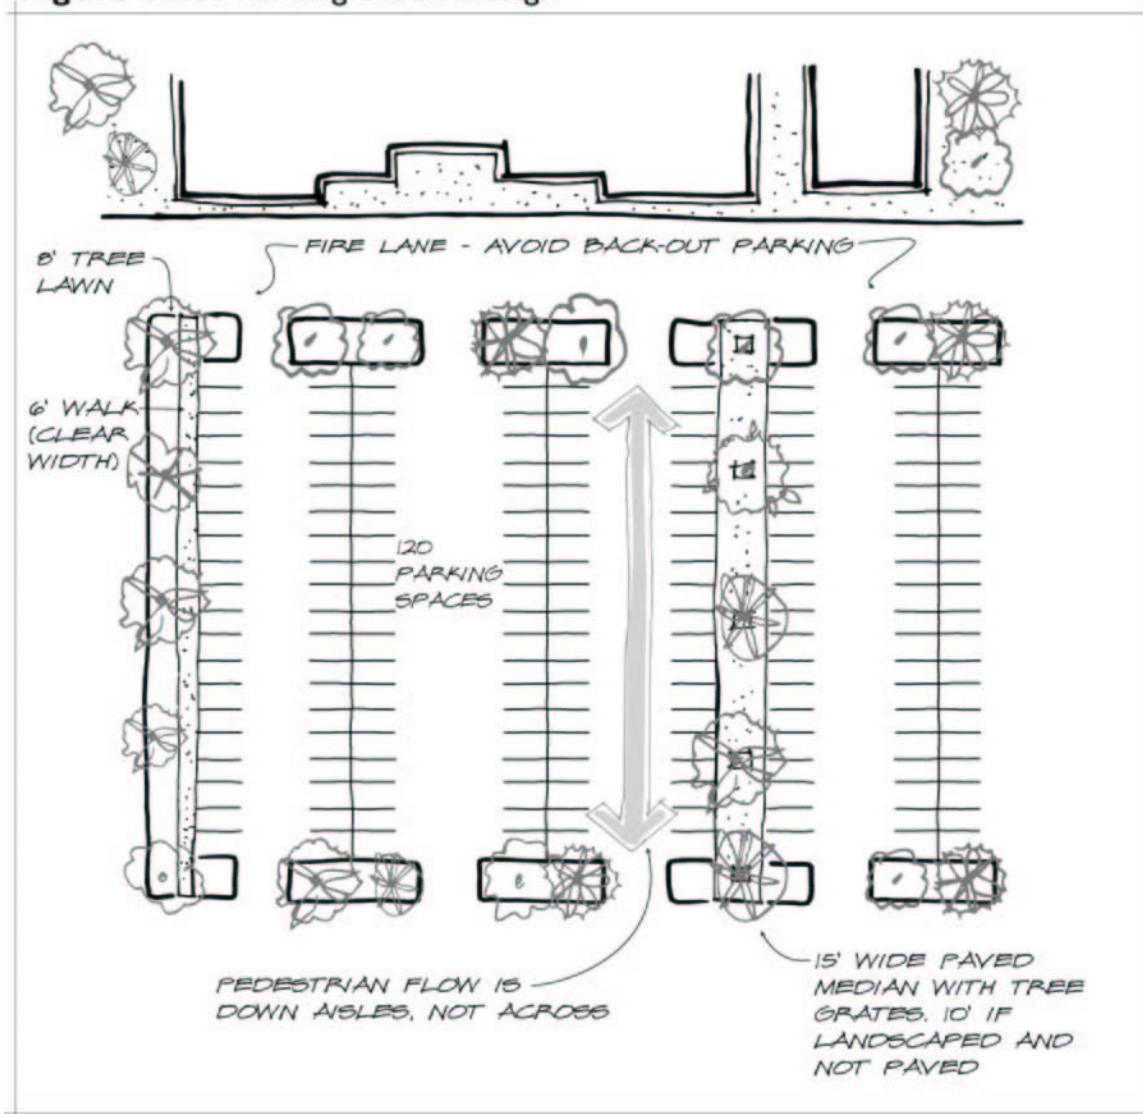 FIRE LANE - AVOID BACK-OUT PARKING
8' TREE
LAWN
6' WALK
(CLEAR
WIDTH)
120
PARKING
SPACES
PEDESTRIAN FLOW IS
DOWN AISLES, NOT ACROSS
15' WIDE PAVED
MEDIAN WITH TREE
GRATES. 10' IF
LANDSCAPED AND
NOT PAVED